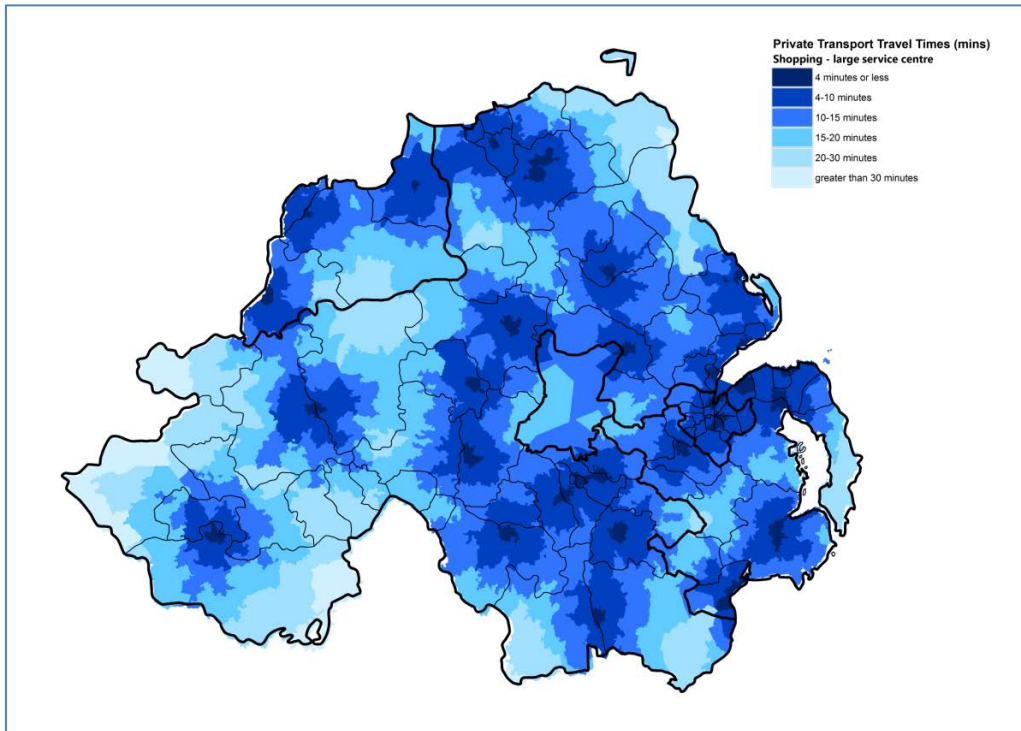 Private Transport Travel Times (mins)
Shopping - large service centre
4 minutes or less
4-10 minutes
10-15 minutes
15-20 minutes
20-30 minutes
greater than 30 minutes